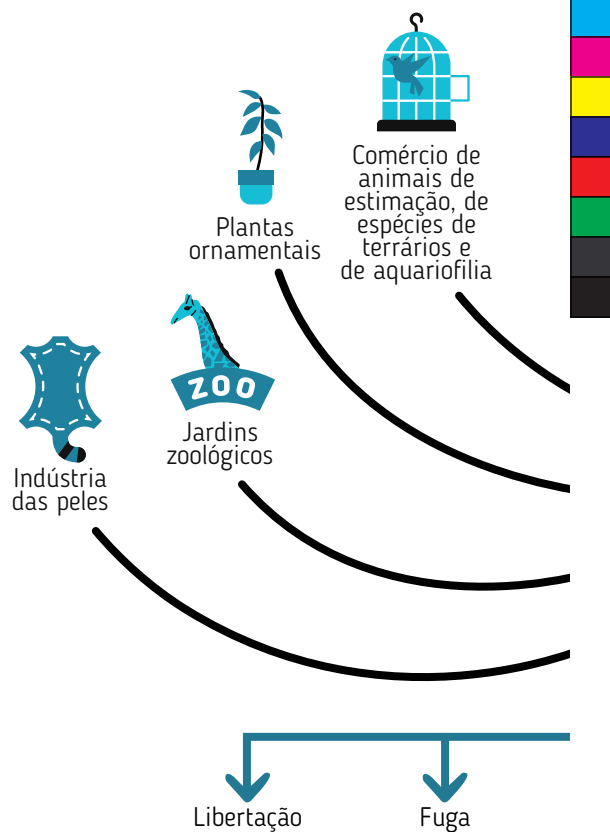 Comércio de
animais de
estimação, de
espécies de
terrários e
de aquariofilia
Plantas
ornamentais
ZOO
Jardins
zoológicos
Indústria
das peles
Libertação
Fuga